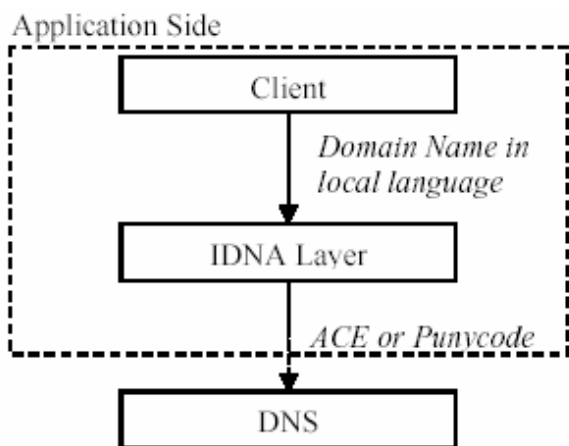 Application Side
Client
Domain Name in
local language
IDNA Layer
ACE or Punycode
DNS